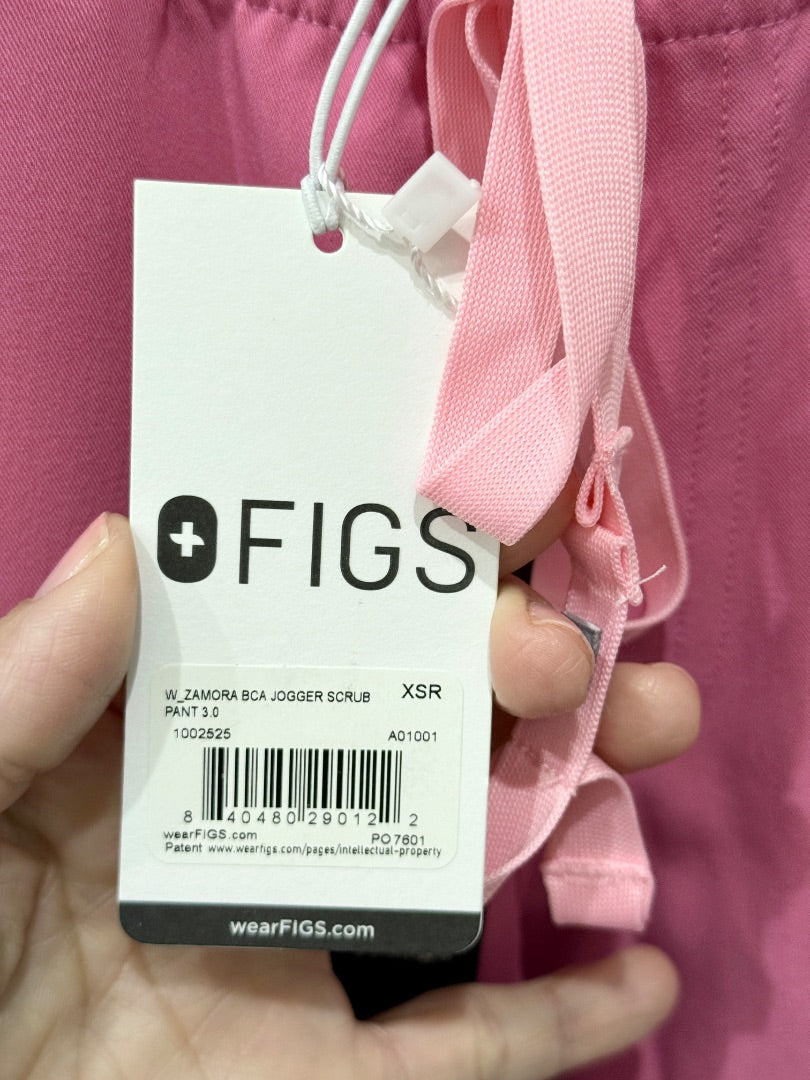 FIGS
W_ZAMORA BCA JOGGER SCRUB XSR
PANT 3.0
1002525 A01001
8 40480 29012 2
wearFIGS.com PO7601
Patent www.wearfigs.com/pages/intellectual-property
wearFIGS.com